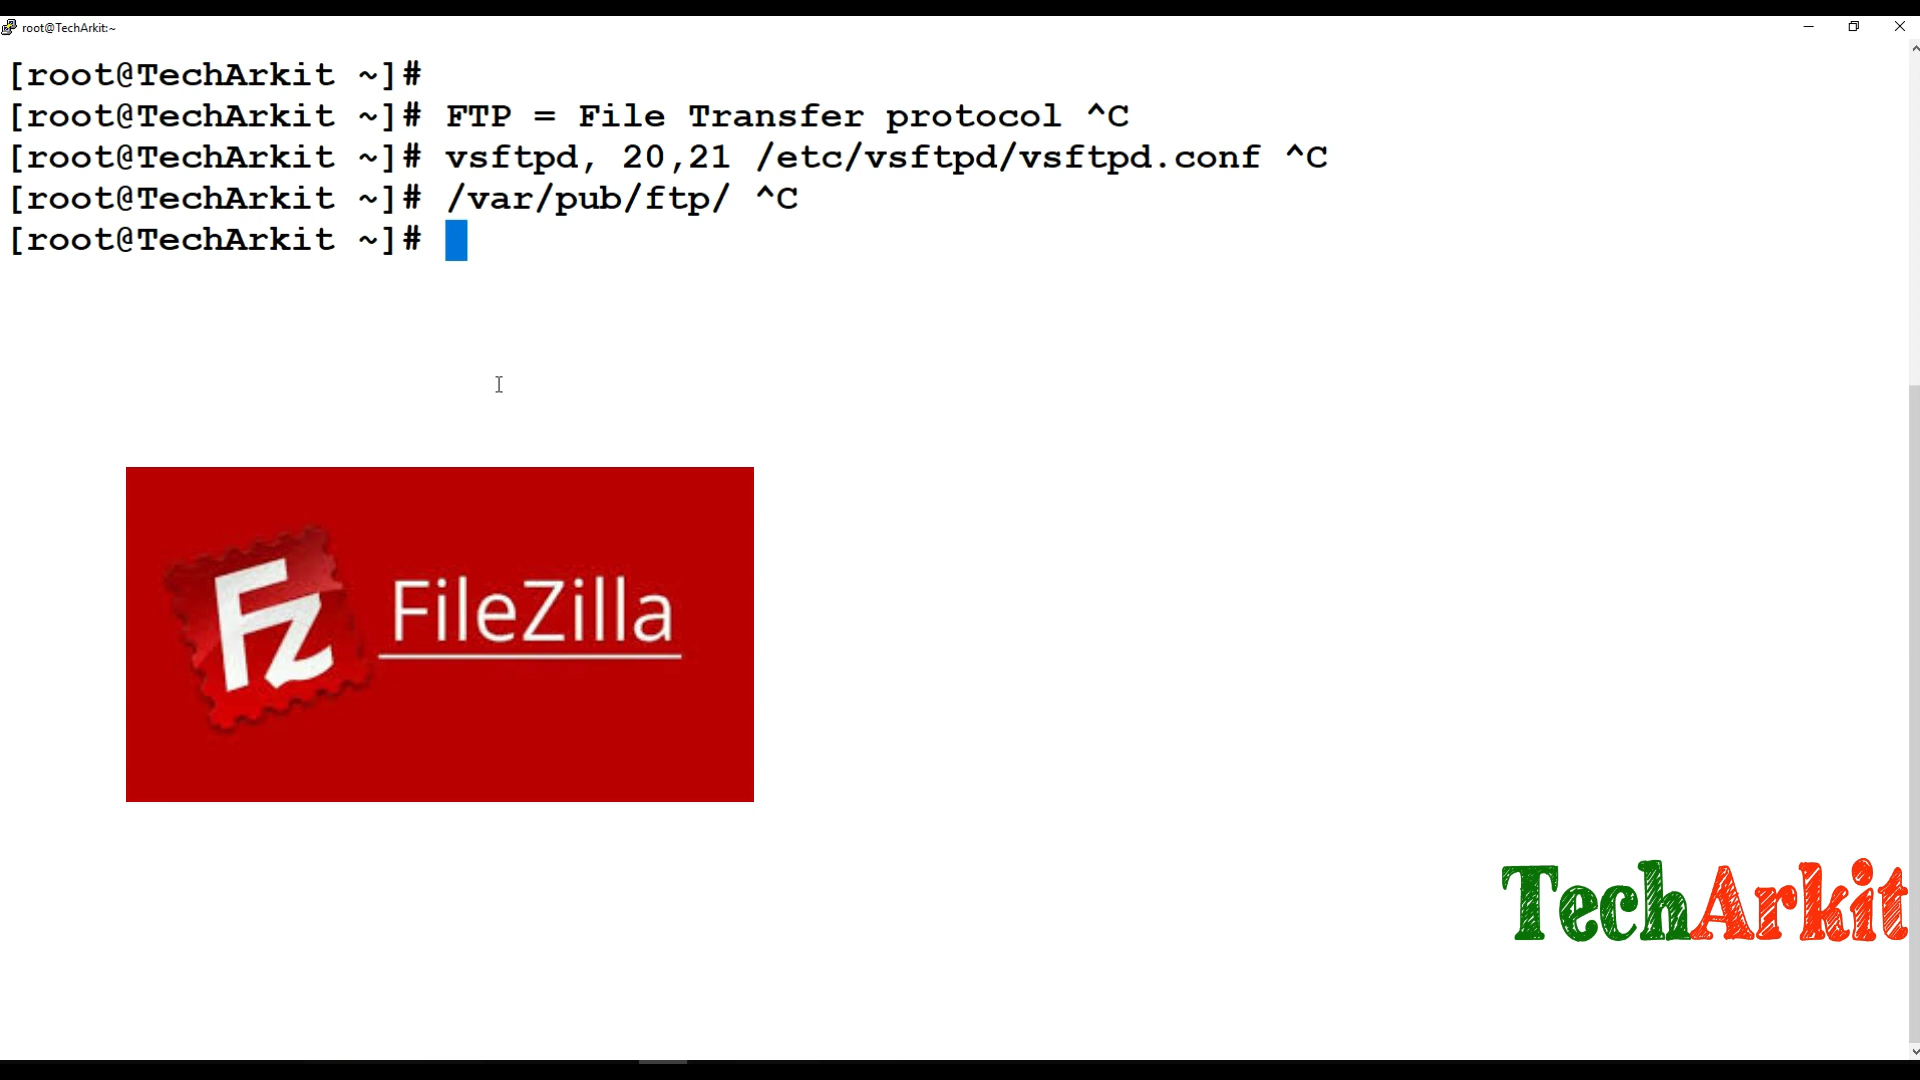 root@TechArkit:~
[root@TechArkit ~]#
[root@TechArkit ~]# FTP = File Transfer protocol ^C
[root@TechArkit ~]# vsftpd, 20,21 /etc/vsftpd/vsftpd.conf ^C
[root@TechArkit ~]# /var/pub/ftp/ ^C
[root@TechArkit ~]#
Fz FileZilla
TechArkit